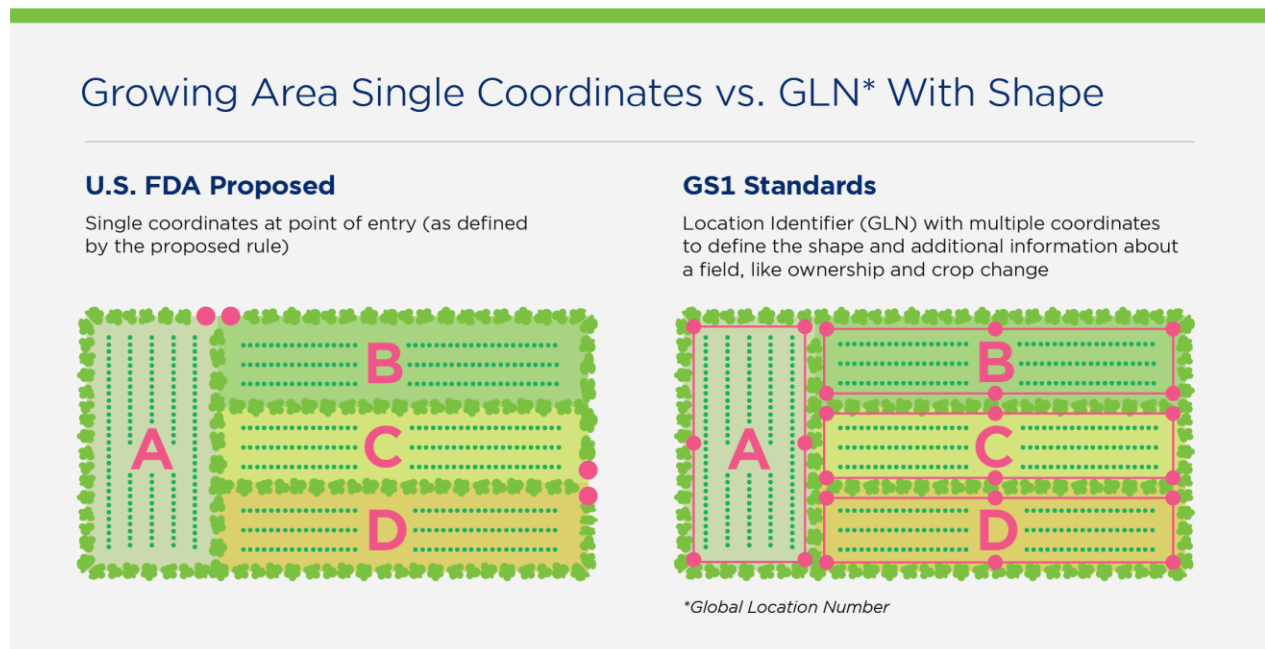 Growing Area Single Coordinates vs. GLN* With Shape
U.S. FDA Proposed
Single coordinates at point of entry (as defined
by the proposed rule)
A
B
C
D
GS1 Standards
Location Identifier (GLN) with multiple coordinates
to define the shape and additional information about
a field, like ownership and crop change
A
B
C
D
*Global Location Number